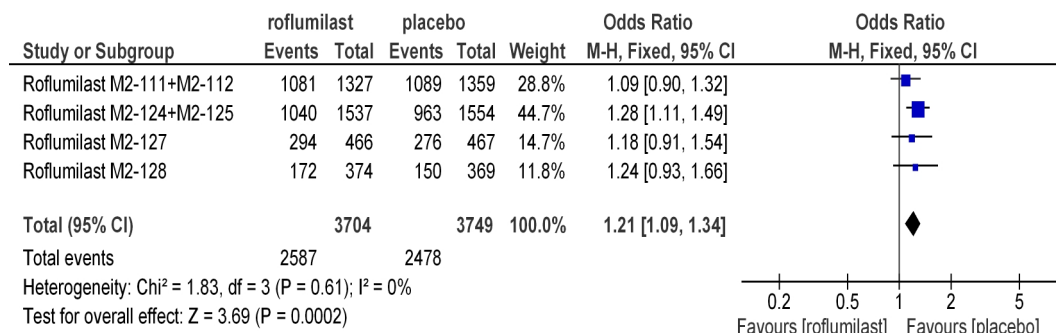 roflumilast placebo Odds Ratio Odds Ratio
Study or Subgroup Events Total Events Total Weight M-H, Fixed, 95% CI M-H, Fixed, 95% CI
Roflumilast M2-111+M2-112 1081 1327 1089 1359 28.8% 1.09 [0.90, 1.32]
Roflumilast M2-124+M2-125 1040 1537 963 1554 44.7% 1.28 [1.11, 1.49]
Roflumilast M2-127 294 466 276 467 14.7% 1.18 [0.91, 1.54]
Roflumilast M2-128 172 374 150 369 11.8% 1.24 [0.93, 1.66]
Total (95% CI) 3704 3749 100.0% 1.21 [1.09, 1.34]
Total events 2587 2478
Heterogeneity: Chi² = 1.83, df = 3 (P = 0.61); I² = 0%
Test for overall effect: Z = 3.69 (P = 0.0002)
0.2 0.5 1 2 5
Favours [roflumilast] Favours [placebo]